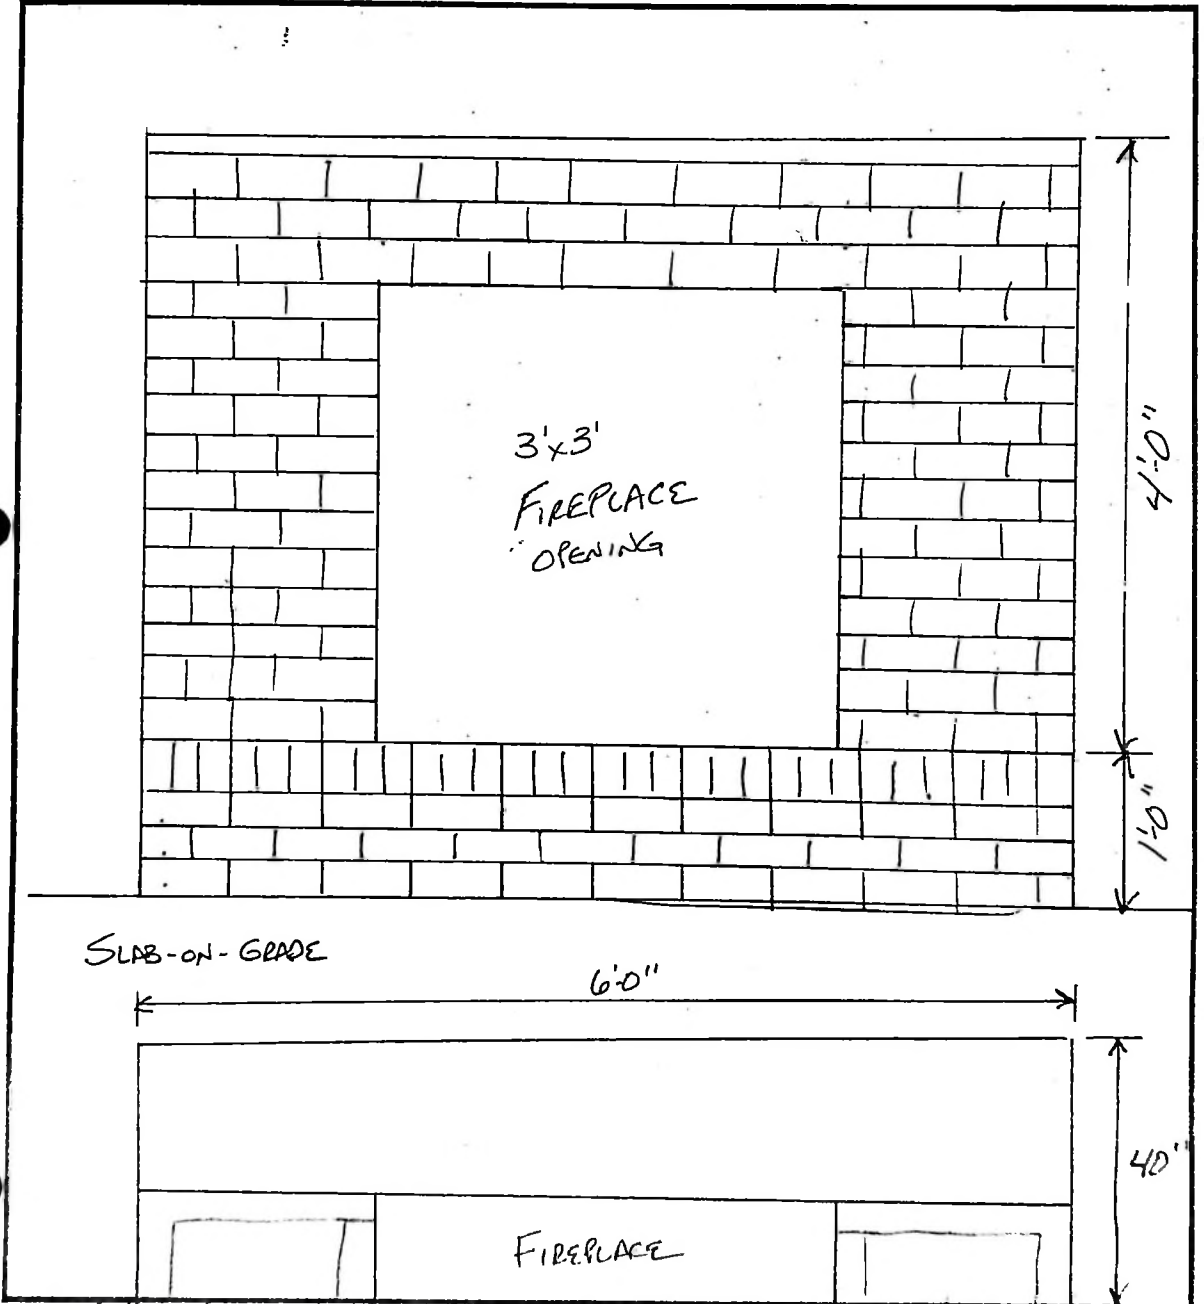 3'x3'
FIREPLACE
OPENING
4'-0"
1'-0"
SLAB-ON-GRADE
6'-0"
40"
FIREPLACE